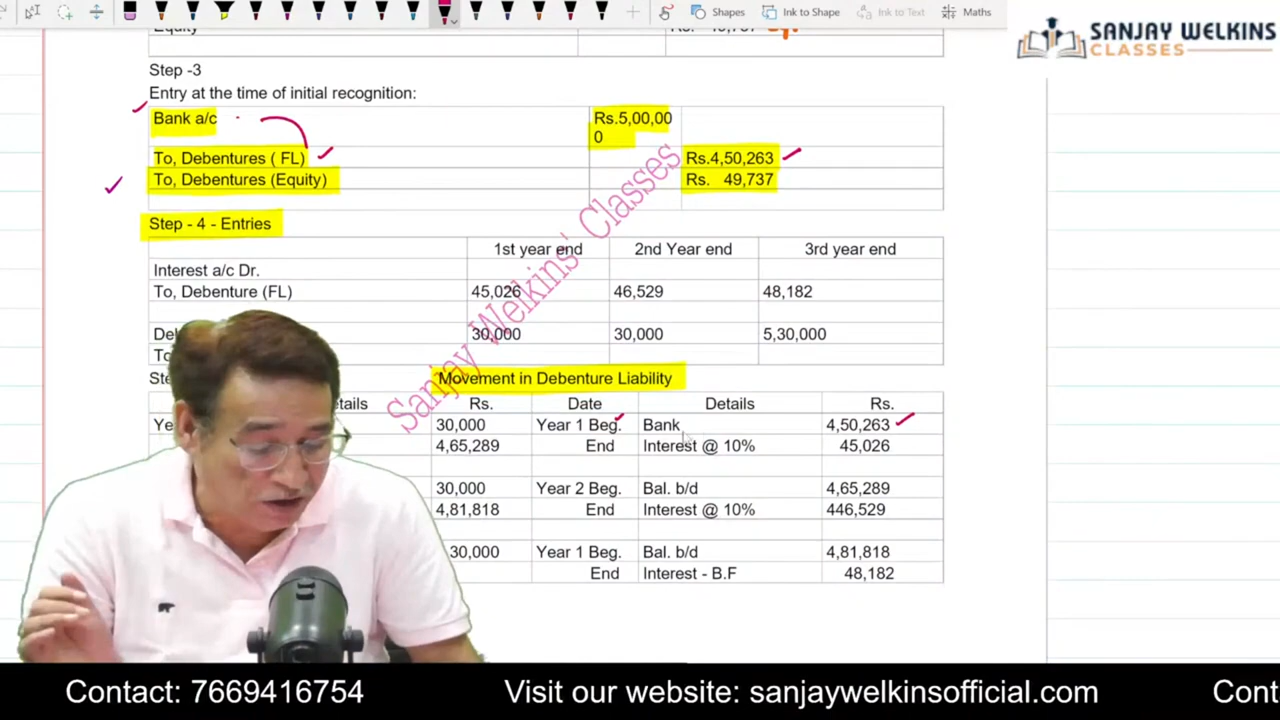 Shapes
Ink to Shape
Ink to Text
Maths
SANJAY WELKINS
CLASSES
Equity
Step -3
Entry at the time of initial recognition:
Bank a/c
Rs.5,00,00
0
To, Debentures ( FL)
Rs.4,50,263
To, Debentures (Equity)
Rs. 49,737
Step - 4 - Entries
1st year end
2nd Year end
3rd year end
Interest a/c Dr.
To, Debenture (FL)
45,026
46,529
48,182
30,000
30,000
5,30,000
Movement in Debenture Liability
Rs.
Date
Details
Rs.
30,000
Year 1 Beg.
Bank
4,50,263
4,65,289
End
Interest @ 10%
45,026
30,000
Year 2 Beg.
Bal. b/d
4,65,289
4,81,818
End
Interest @ 10%
446,529
30,000
Year 1 Beg.
Bal. b/d
4,81,818
End
Interest - B.F
48,182
Sanjay Welkins' Classes
Contact: 7669416754
Visit our website: sanjaywelkinsofficial.com